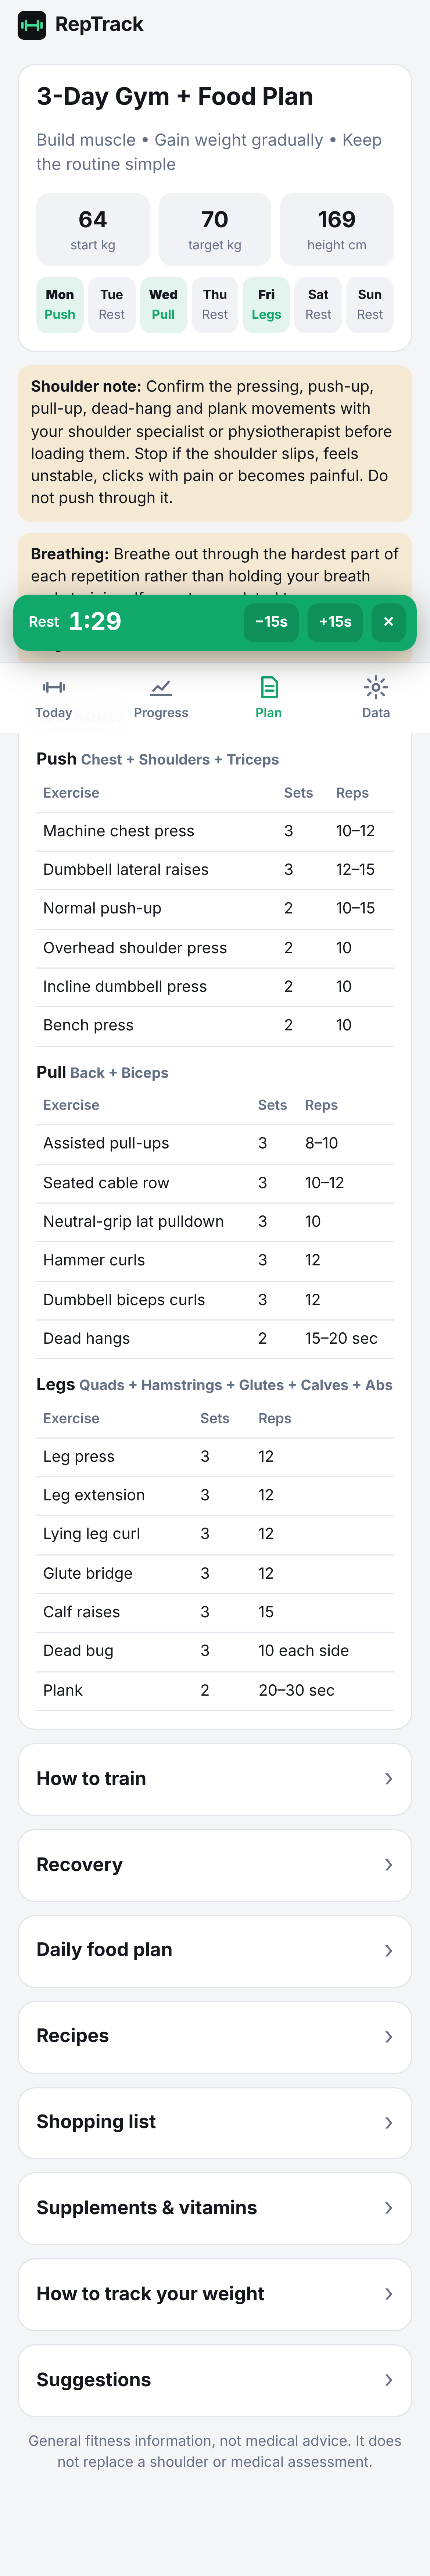 RepTrack
3-Day Gym + Food Plan
Build muscle • Gain weight gradually • Keep
the routine simple
64
start kg
70
target kg
169
height cm
Mon
Push
Tue
Rest
Wed
Pull
Thu
Rest
Fri
Legs
Sat
Rest
Sun
Rest
Shoulder note: Confirm the pressing, push-up,
pull-up, dead-hang and plank movements with
your shoulder specialist or physiotherapist before
loading them. Stop if the shoulder slips, feels
unstable, clicks with pain or becomes painful. Do
not push through it.
Breathing: Breathe out through the hardest part of
each repetition rather than holding your breath
Rest 1:29
−15s
+15s
✕
Today
Progress
Plan
Data
Push Chest + Shoulders + Triceps
Exercise Sets Reps
Machine chest press 3 10–12
Dumbbell lateral raises 3 12–15
Normal push-up 2 10–15
Overhead shoulder press 2 10
Incline dumbbell press 2 10
Bench press 2 10
Pull Back + Biceps
Exercise Sets Reps
Assisted pull-ups 3 8–10
Seated cable row 3 10–12
Neutral-grip lat pulldown 3 10
Hammer curls 3 12
Dumbbell biceps curls 3 12
Dead hangs 2 15–20 sec
Legs Quads + Hamstrings + Glutes + Calves + Abs
Exercise Sets Reps
Leg press 3 12
Leg extension 3 12
Lying leg curl 3 12
Glute bridge 3 12
Calf raises 3 15
Dead bug 3 10 each side
Plank 2 20–30 sec
How to train
Recovery
Daily food plan
Recipes
Shopping list
Supplements & vitamins
How to track your weight
Suggestions
General fitness information, not medical advice. It does
not replace a shoulder or medical assessment.